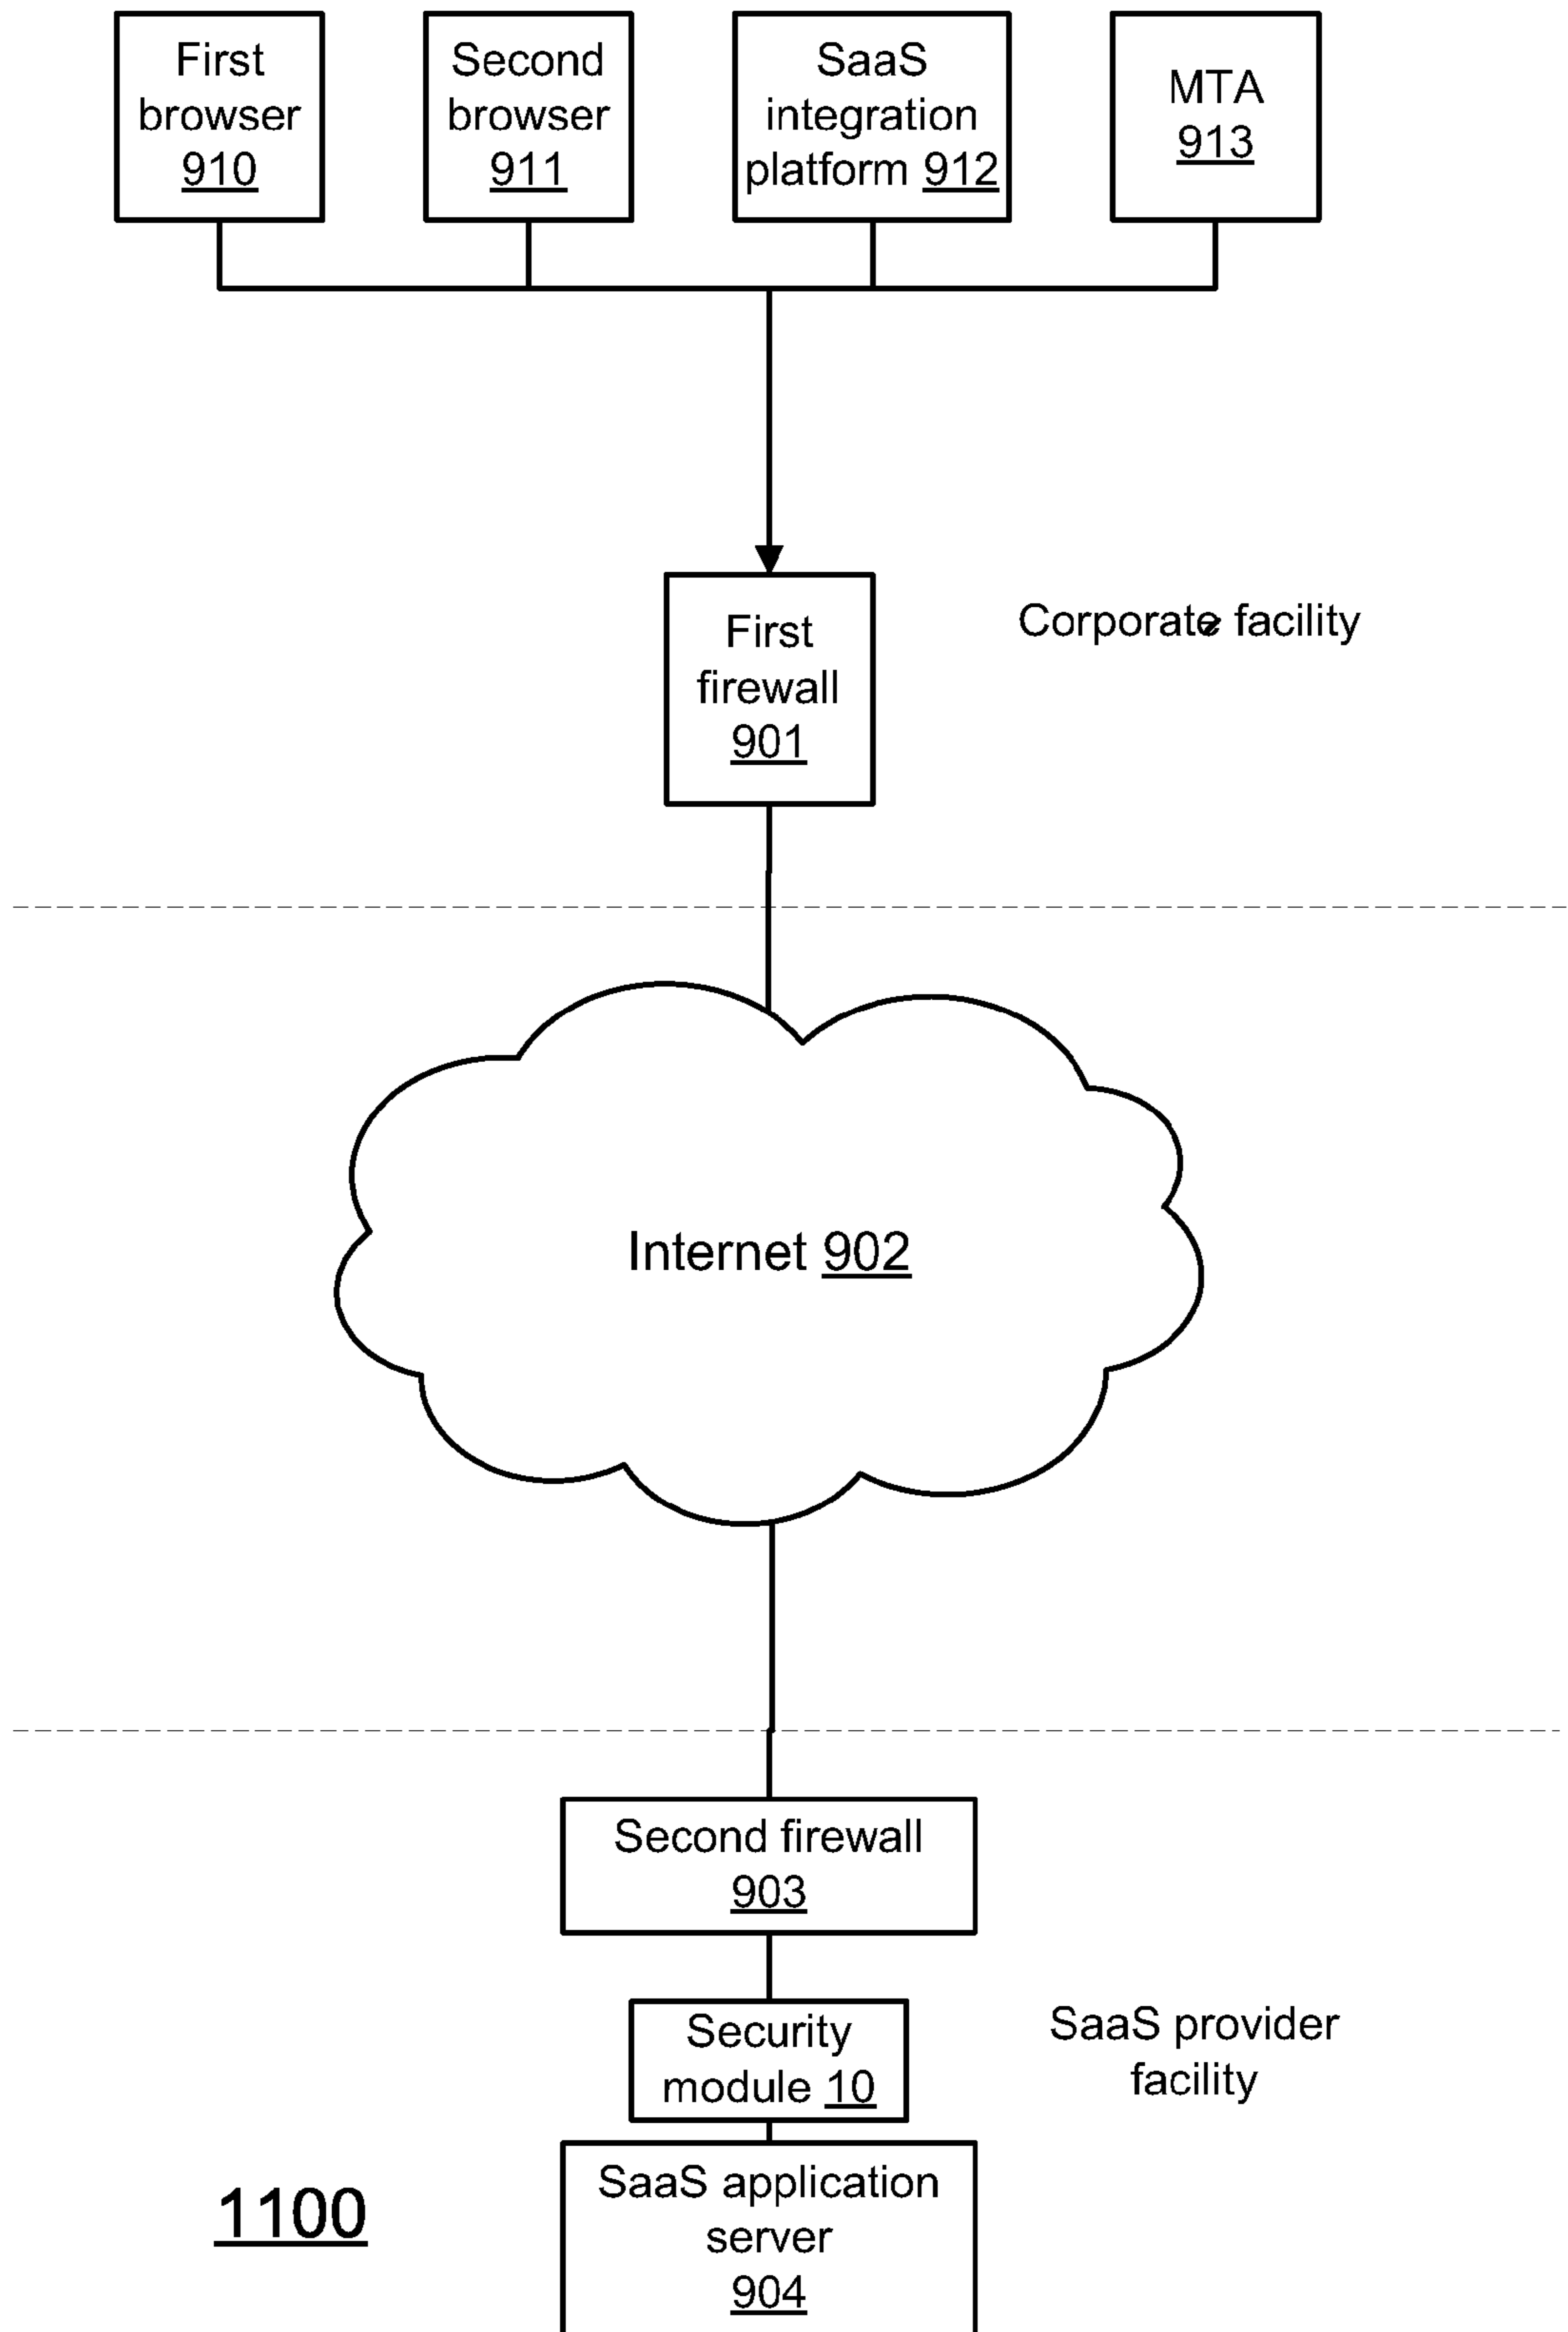 First
browser
910
Second
browser
911
SaaS
integration
platform 912
MTA
913
First
firewall
901
Corporate facility
Internet 902
Second firewall
903
Security
module 10
SaaS provider
facility
SaaS application
server
904
1100